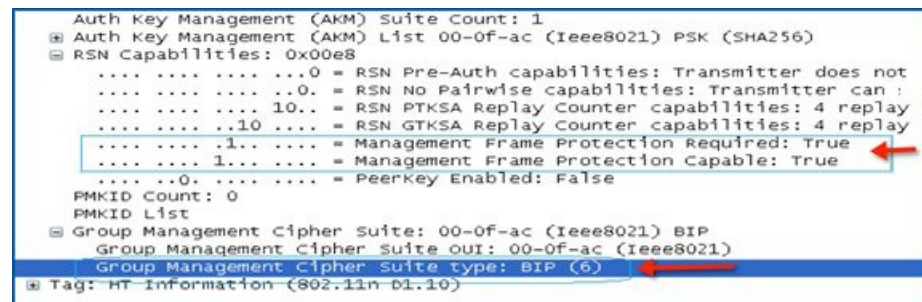 Auth Key Management (AKM) Suite Count: 1
Auth Key Management (AKM) List 00-0f-ac (Ieee8021) PSK (SHA256)
RSN Capabilities: 0x00e8
.... .... .... ...0 = RSN Pre-Auth capabilities: Transmitter does not
.... .... .... ..0. = RSN No Pairwise capabilities: Transmitter can
.... .... .... 10.. = RSN PTKSA Replay Counter capabilities: 4 replay
.... .... ..10 .... = RSN GTKSA Replay Counter capabilities: 4 replay
.... .... .1.. .... = Management Frame Protection Required: True
.... .... 1... .... = Management Frame Protection Capable: True
.... ..0. .... .... = PeerKey Enabled: False
PMKID Count: 0
PMKID List
Group Management Cipher Suite: 00-0f-ac (Ieee8021) BIP
Group Management Cipher Suite OUI: 00-0f-ac (Ieee8021)
Group Management Cipher Suite type: BIP (6)
Tag: HT Information (802.11n D1.10)